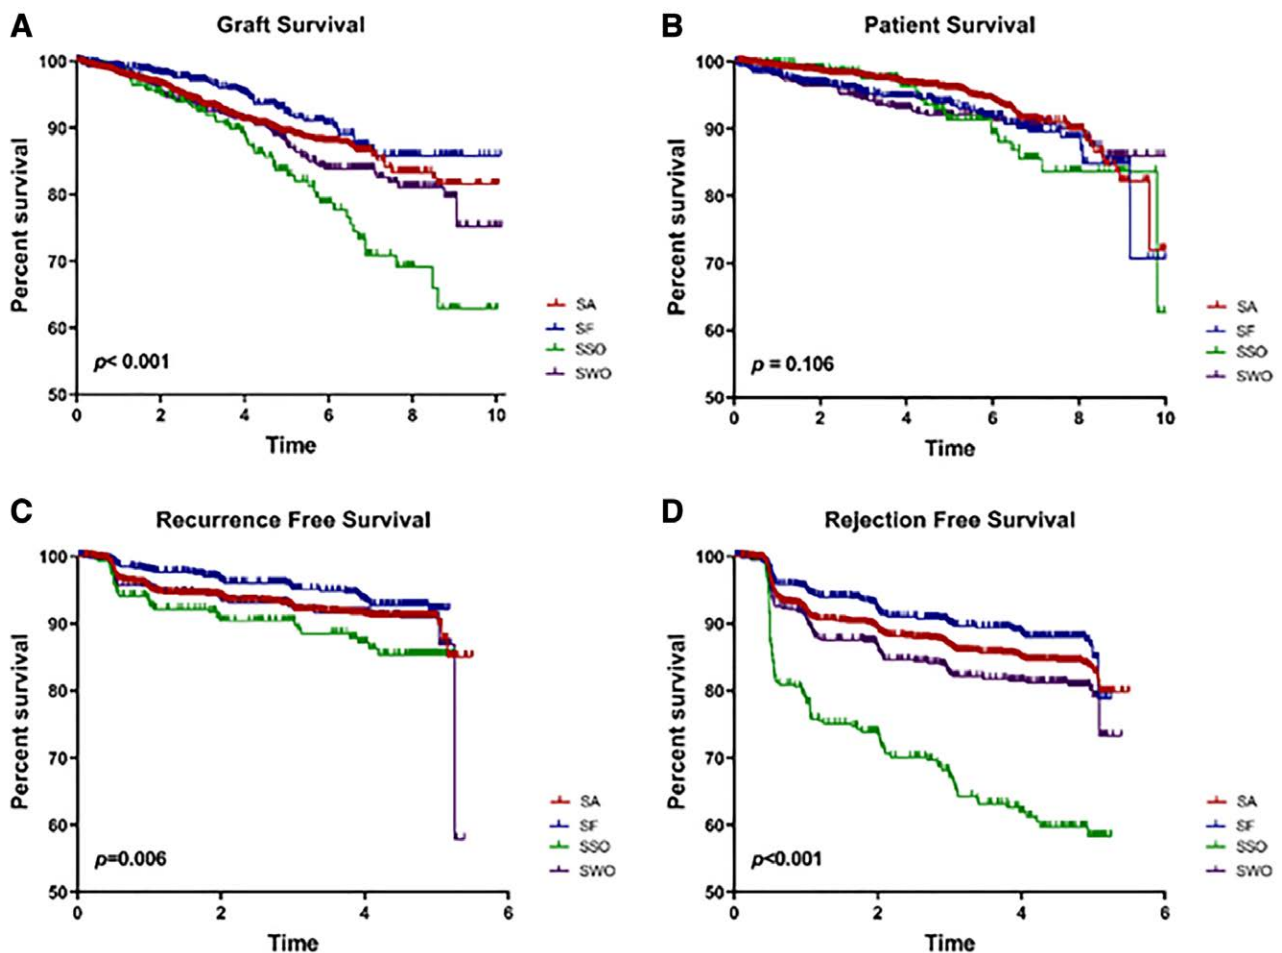 A
Graft Survival
Percent survival
100
90
80
70
60
50
p< 0.001
0 2 4 6 8 10
Time
SA
SF
SSO
SWO
B
Patient Survival
Percent survival
100
90
80
70
60
50
p = 0.106
0 2 4 6 8 10
Time
SA
SF
SSO
SWO
C
Recurrence Free Survival
Percent survival
100
90
80
70
60
50
p=0.006
0 2 4 6
Time
SA
SF
SSO
SWO
D
Rejection Free Survival
Percent survival
100
90
80
70
60
50
p<0.001
0 2 4 6
Time
SA
SF
SSO
SWO